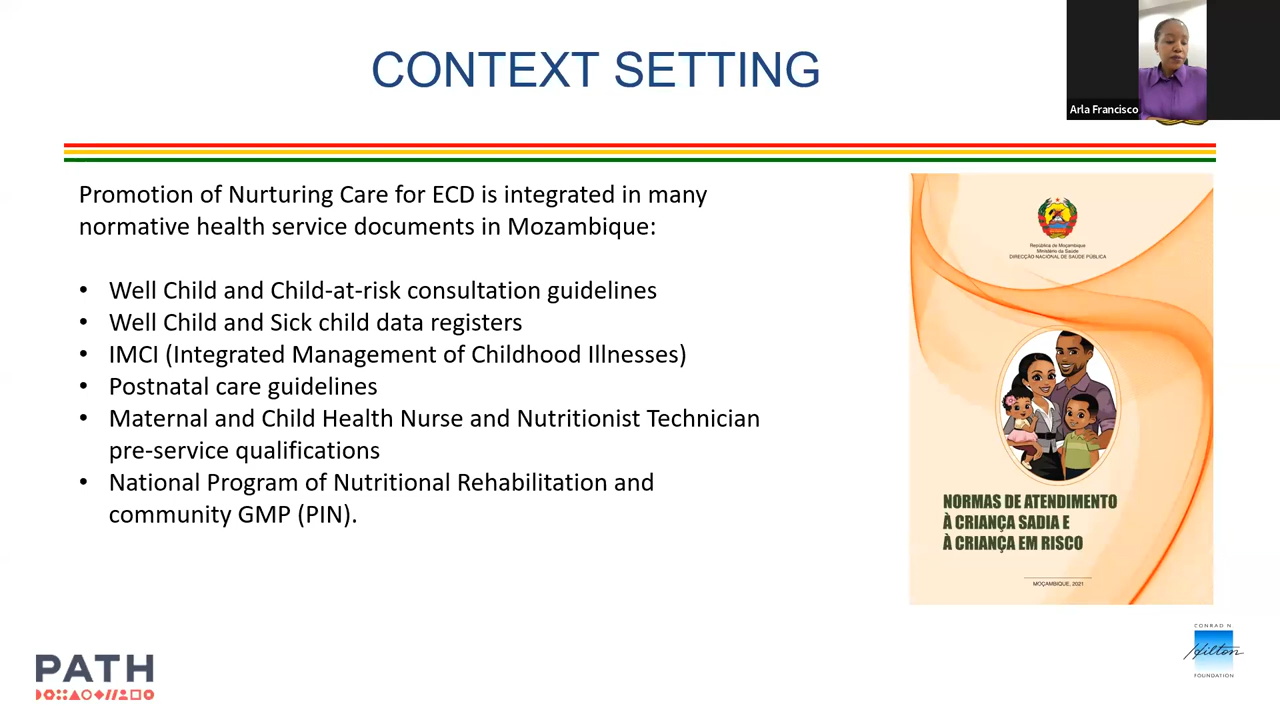 CONTEXT SETTING
Arla Francisco
Promotion of Nurturing Care for ECD is integrated in many
normative health service documents in Mozambique:
• Well Child and Child-at-risk consultation guidelines
• Well Child and Sick child data registers
• IMCI (Integrated Management of Childhood Illnesses)
• Postnatal care guidelines
• Maternal and Child Health Nurse and Nutritionist Technician
pre-service qualifications
• National Program of Nutritional Rehabilitation and
community GMP (PIN).
República de Moçambique
Ministério da Saúde
DIRECÇÃO NACIONAL DE SAÚDE PÚBLICA
NORMAS DE ATENDIMENTO
À CRIANÇA SADIA E
À CRIANÇA EM RISCO
MOÇAMBIQUE, 2021
PATH
CONRAD N.
Hilton
FOUNDATION